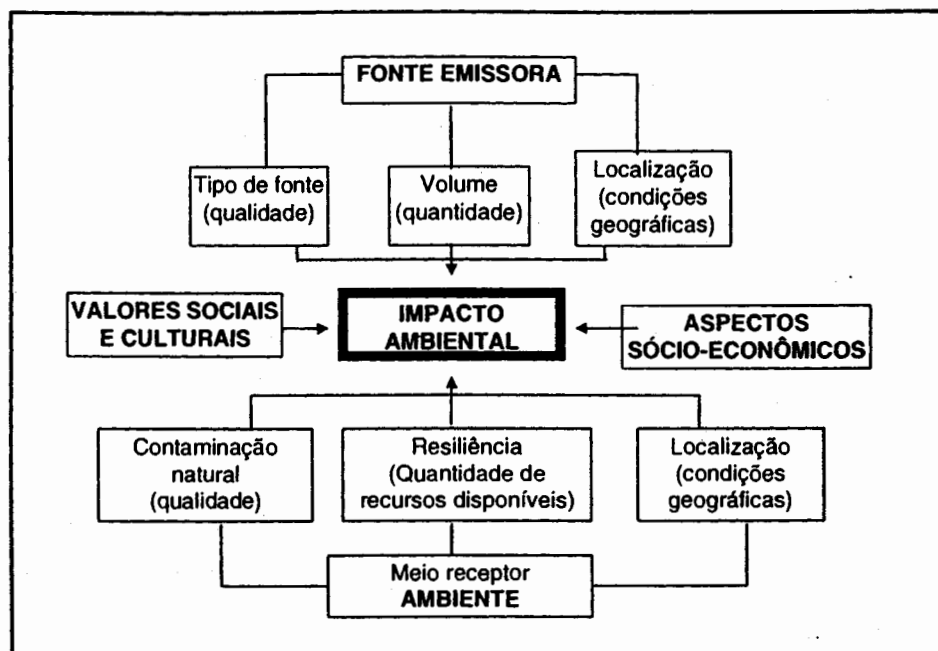 FONTE EMISSORA
Tipo de fonte
(qualidade)
Volume
(quantidade)
Localização
(condições
geográficas)
VALORES SOCIAIS
E CULTURAIS
IMPACTO
AMBIENTAL
ASPECTOS
SÓCIO-ECONÔMICOS
Contaminação
natural
(qualidade)
Resiliência
(Quantidade de
recursos disponíveis)
Localização
(condições
geográficas)
Meio receptor
AMBIENTE